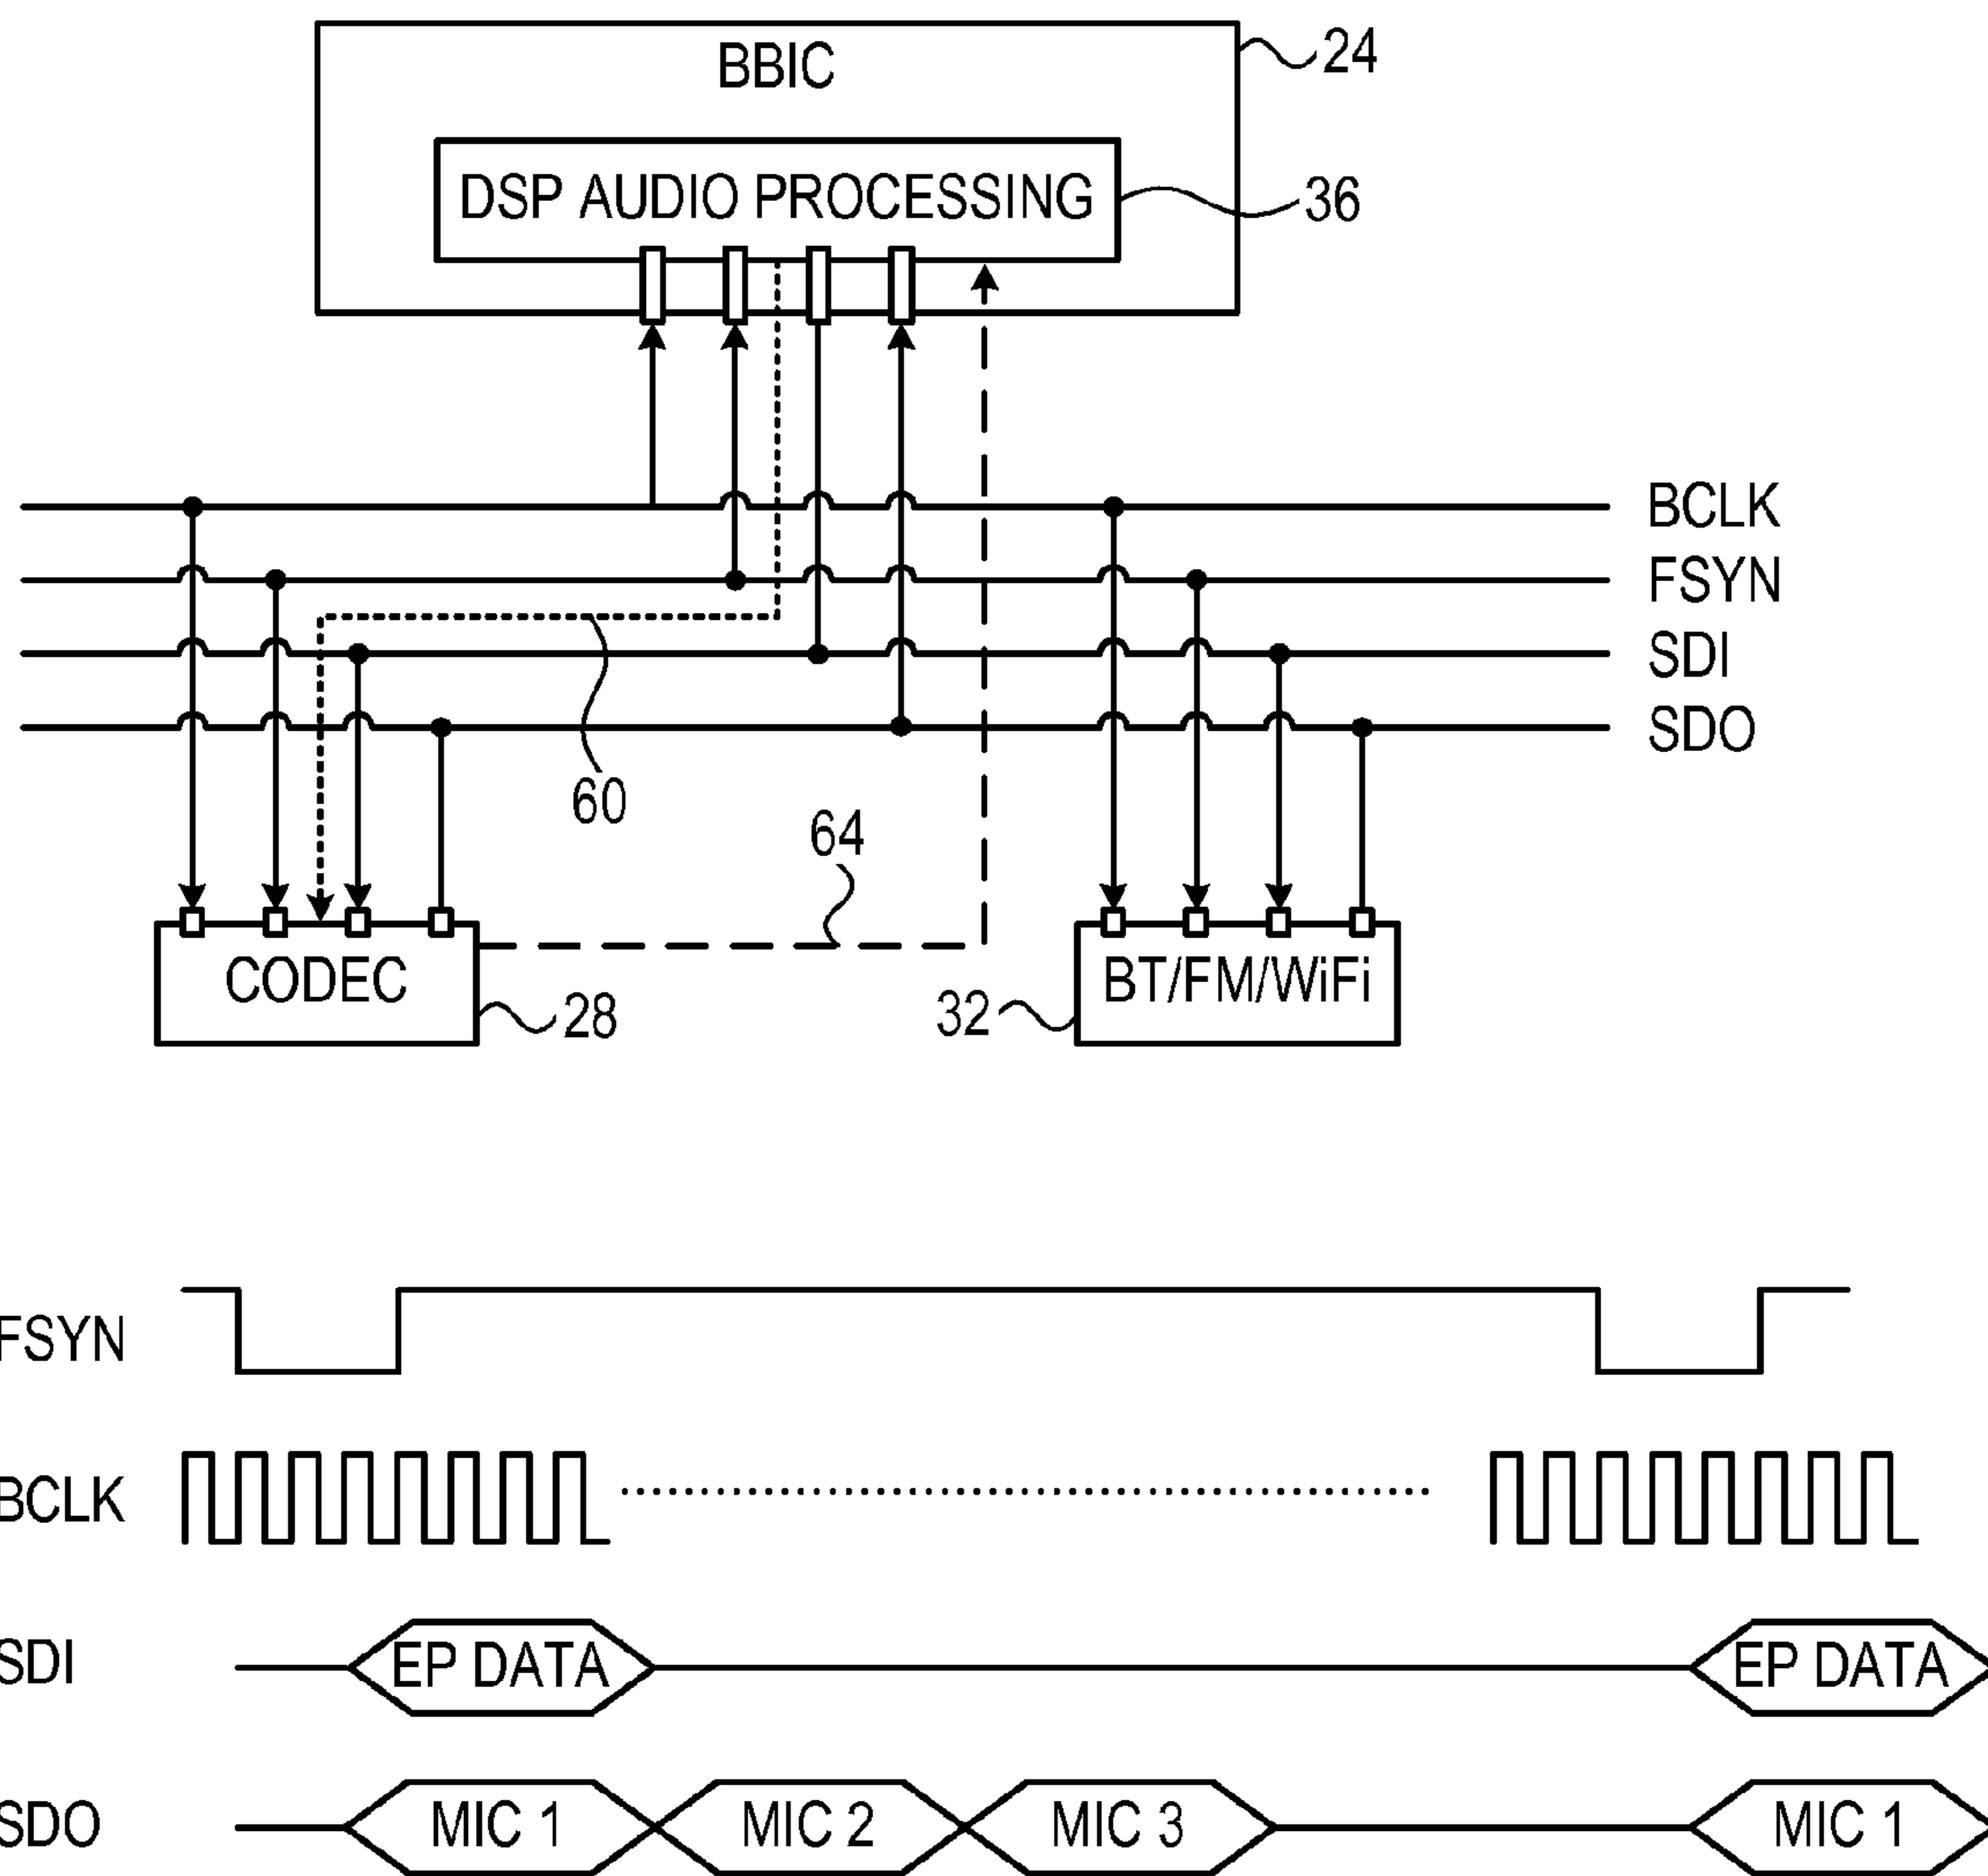 BBIC
24
DSP AUDIO PROCESSING
36
BCLK
FSYN
SDI
SDO
60
64
CODEC
28
32
BT/FM/WiFi
FSYN
BCLK
SDI
EP DATA
EP DATA
SDO
MIC 1
MIC 2
MIC 3
MIC 1